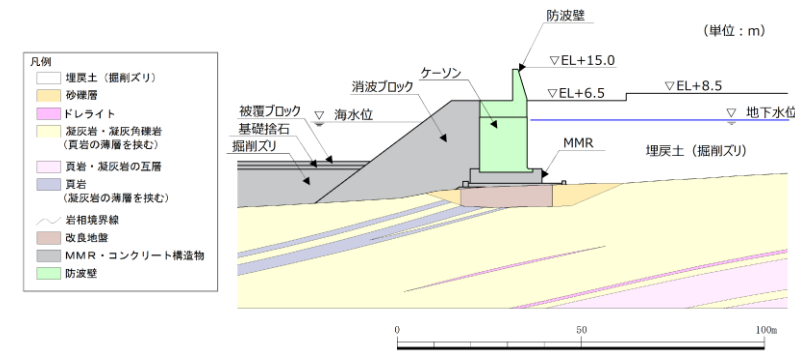 防波壁
(単位：m)
▽EL+15.0
ケーソン
消波ブロック
▽EL+6.5
▽EL+8.5
被覆ブロック
基礎捨石
掘削ズリ
▽ 海水位
▽ 地下水位
MMR
埋戻土（掘削ズリ）
凡例
埋戻土（掘削ズリ）
砂礫層
ドレライト
凝灰岩・凝灰角礫岩
（頁岩の薄層を挟む）
頁岩・凝灰岩の互層
頁岩
（凝灰岩の薄層を挟む）
岩相境界線
改良地盤
ＭＭＲ・コンクリート構造物
防波壁
0
50
100m